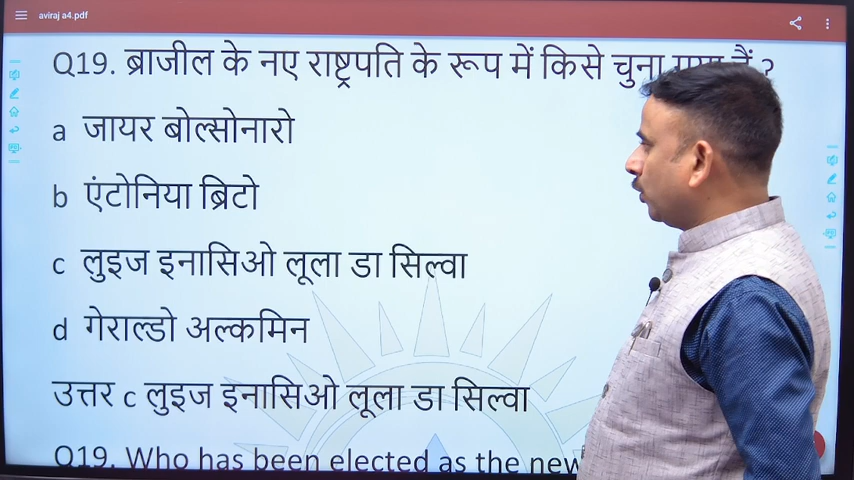 aviraj a4.pdf
Q19. ब्राजील के नए राष्ट्रपति के रूप में किसे चुना गया हैं ?
a जायर बोल्सोनारो
b एंटोनिया ब्रिटो
c लुइज इनासिओ लूला डा सिल्वा
d गेराल्डो अल्कमिन
उत्तर c लुइज इनासिओ लूला डा सिल्वा
Q19. Who has been elected as the new